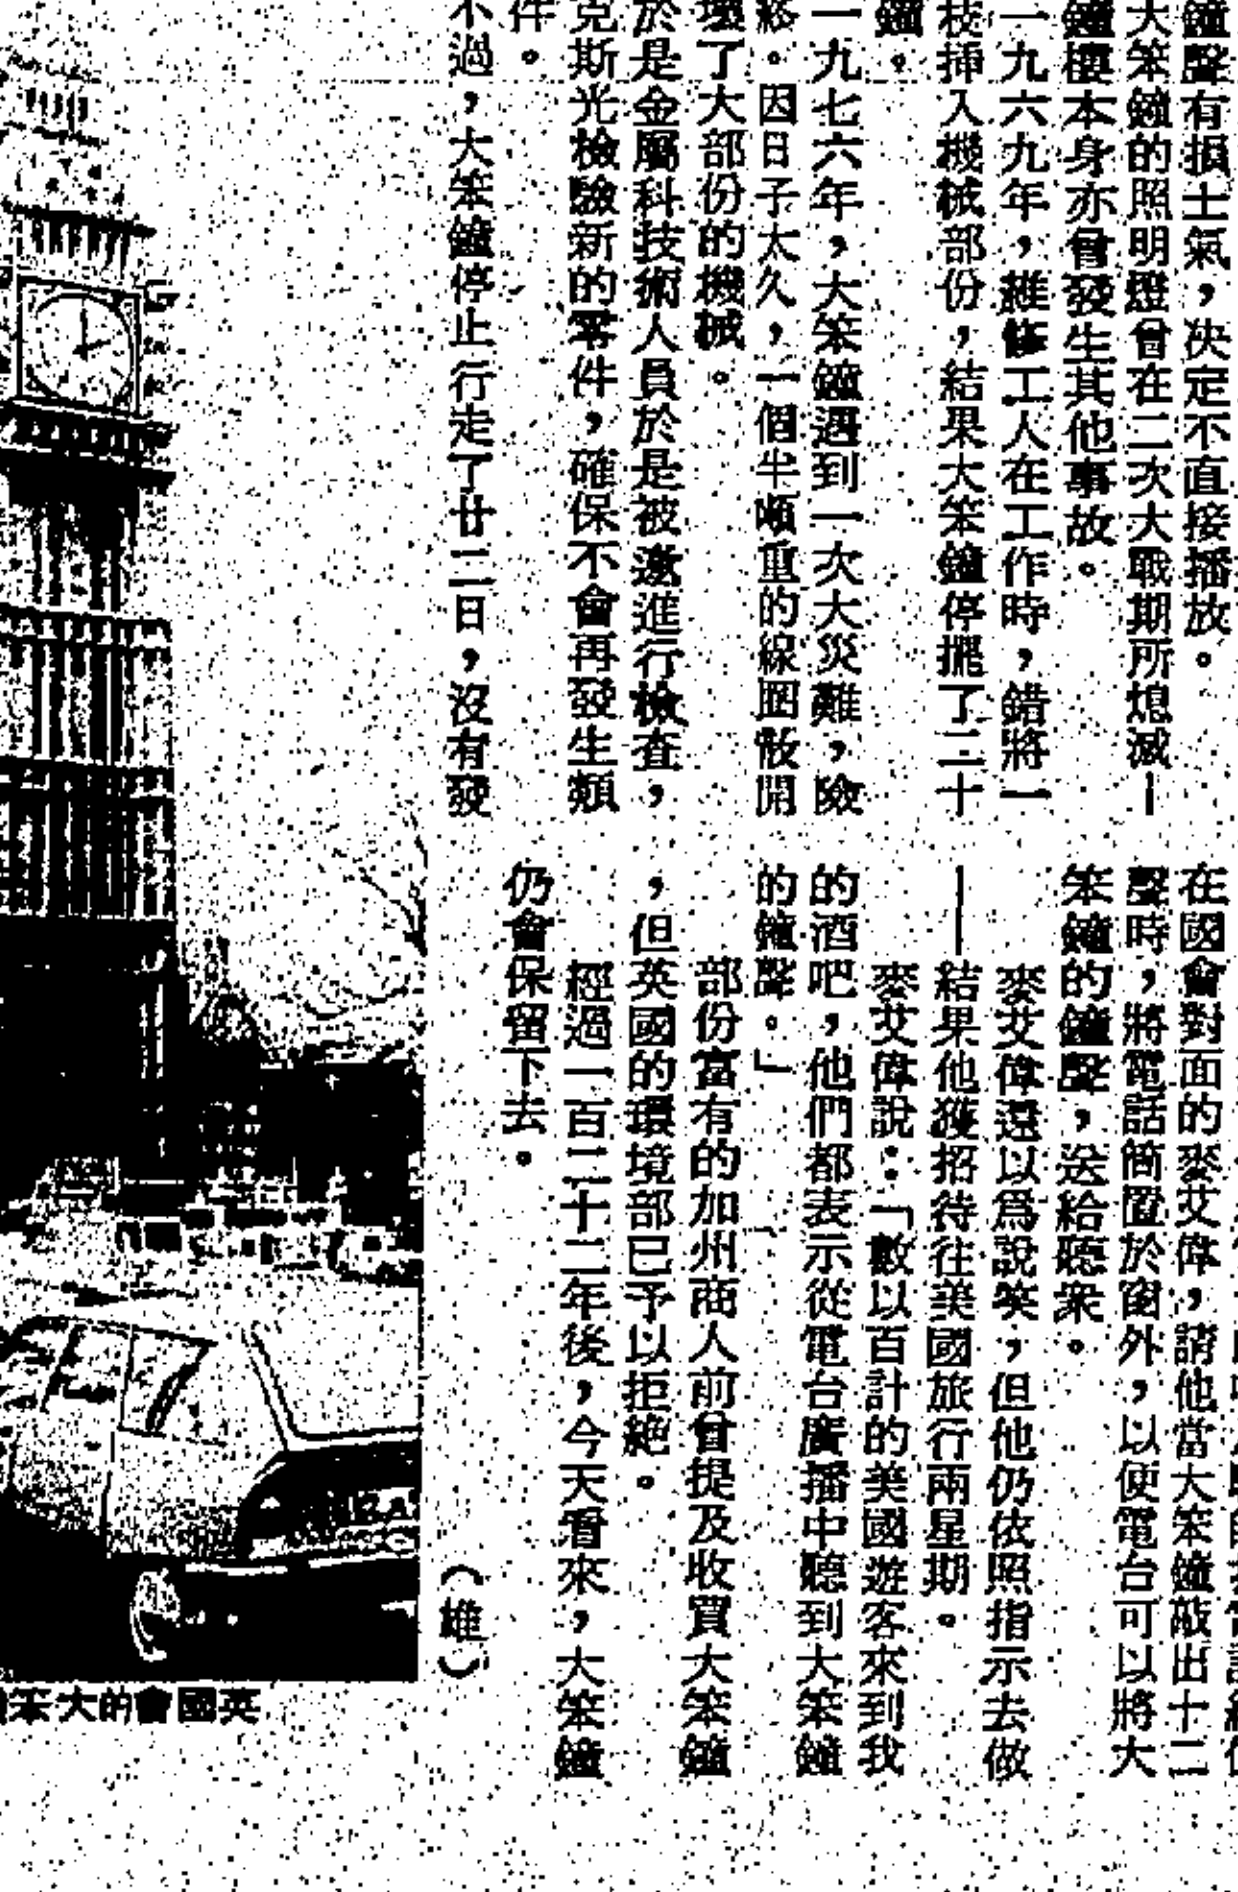 鐘聲有損士氣，決定不直接播放。
大笨鐘的照明燈曾在二次大戰期所熄滅—
鐘樓本身亦曾發生其他事故。
一九六九年，維修工人在工作時，錯將一
枝揷入機械部份，結果大笨鐘停擺了二十
鐘。
一九七六年，大笨鐘遇到一次大災難，險
。因日子太久，一個半噸重的線圈散開
壞了大部份的機械。
於是金屬科技術人員於是被邀進行檢查，
克斯光檢驗新的零件，確保不會再發生類
件。
不過，大笨鐘停止行走了廿三日，沒有發
在國會對面的麥艾偉，請他當大笨鐘敲出十二
聲時，將電話筒置於窗外，以便電台可以將大
笨鐘的鐘聲，送給聽衆。
麥艾偉還以爲說笑，但他仍依照指示去做
——結果他獲招待往美國旅行兩星期。
麥艾偉說：「數以百計的美國遊客來到我
的酒吧，他們都表示從電台廣播中聽到大笨鐘
的鐘聲。」
部份富有的加州商人前曾提及收買大笨鐘
，但英國的環境部已予以拒絕。
經過一百二十二年後，今天看來，大笨鐘
仍會保留下去。
（雄）
英國會的大笨